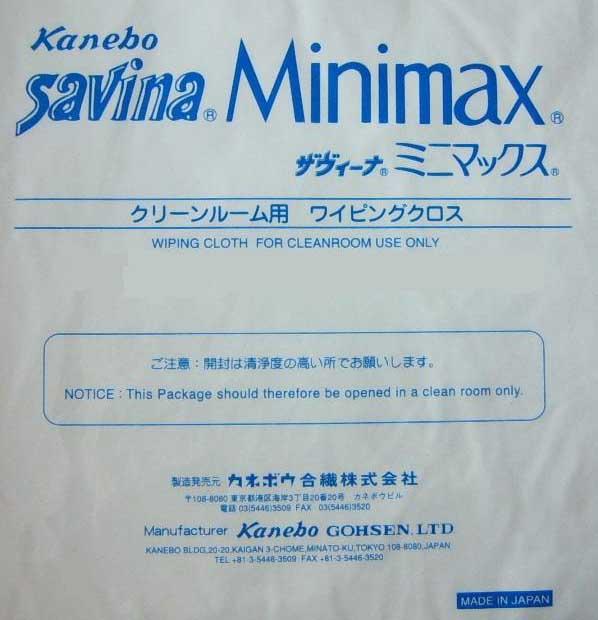 Kanebo
Savina® Minimax®
ザヴィーナ® ミニマックス®
クリーンルーム用 ワイピングクロス
WIPING CLOTH FOR CLEANROOM USE ONLY
ご注意：開封は清浄度の高い所でお願いします。
NOTICE : This Package should therefore be opened in a clean room only.
製造発売元 カネボウ合繊株式会社
〒108-8080 東京都港区海岸3丁目20番20号 カネボウビル
電話 03(5446)3509 FAX 03(5446)3520
Manufacturer Kanebo GOHSEN, LTD
KANEBO BLDG,20-20,KAIGAN 3-CHOME,MINATO-KU,TOKYO 108-8080,JAPAN
TEL +81-3-5446-3509 FAX +81-3-5446-3520
MADE IN JAPAN